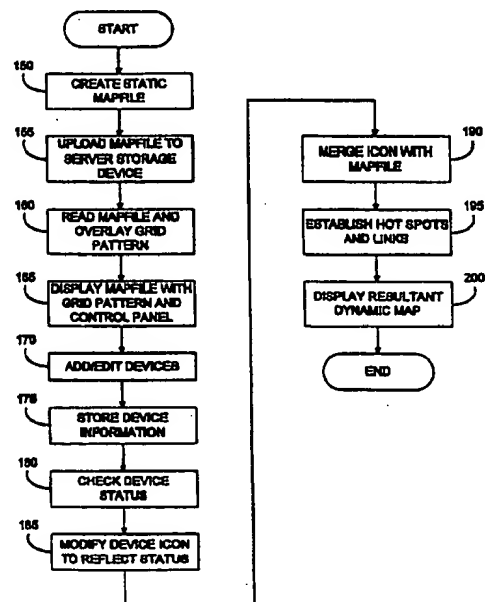 START
150
CREATE STATIC
MAPFILE
155
UPLOAD MAPFILE TO
SERVER STORAGE
DEVICE
160
READ MAPFILE AND
OVERLAY GRID
PATTERN
165
DISPLAY MAPFILE WITH
GRID PATTERN AND
CONTROL PANEL
170
ADD/EDIT DEVICES
175
STORE DEVICE
INFORMATION
180
CHECK DEVICE
STATUS
185
MODIFY DEVICE ICON
TO REFLECT STATUS
190
MERGE ICON WITH
MAPFILE
195
ESTABLISH HOT SPOTS
AND LINKS
200
DISPLAY RESULTANT
DYNAMIC MAP
END